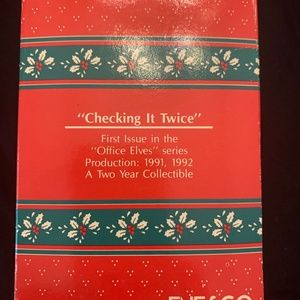 "Checking It Twice"
First Issue in the
"Office Elves" series
Production: 1991, 1992
A Two Year Collectible